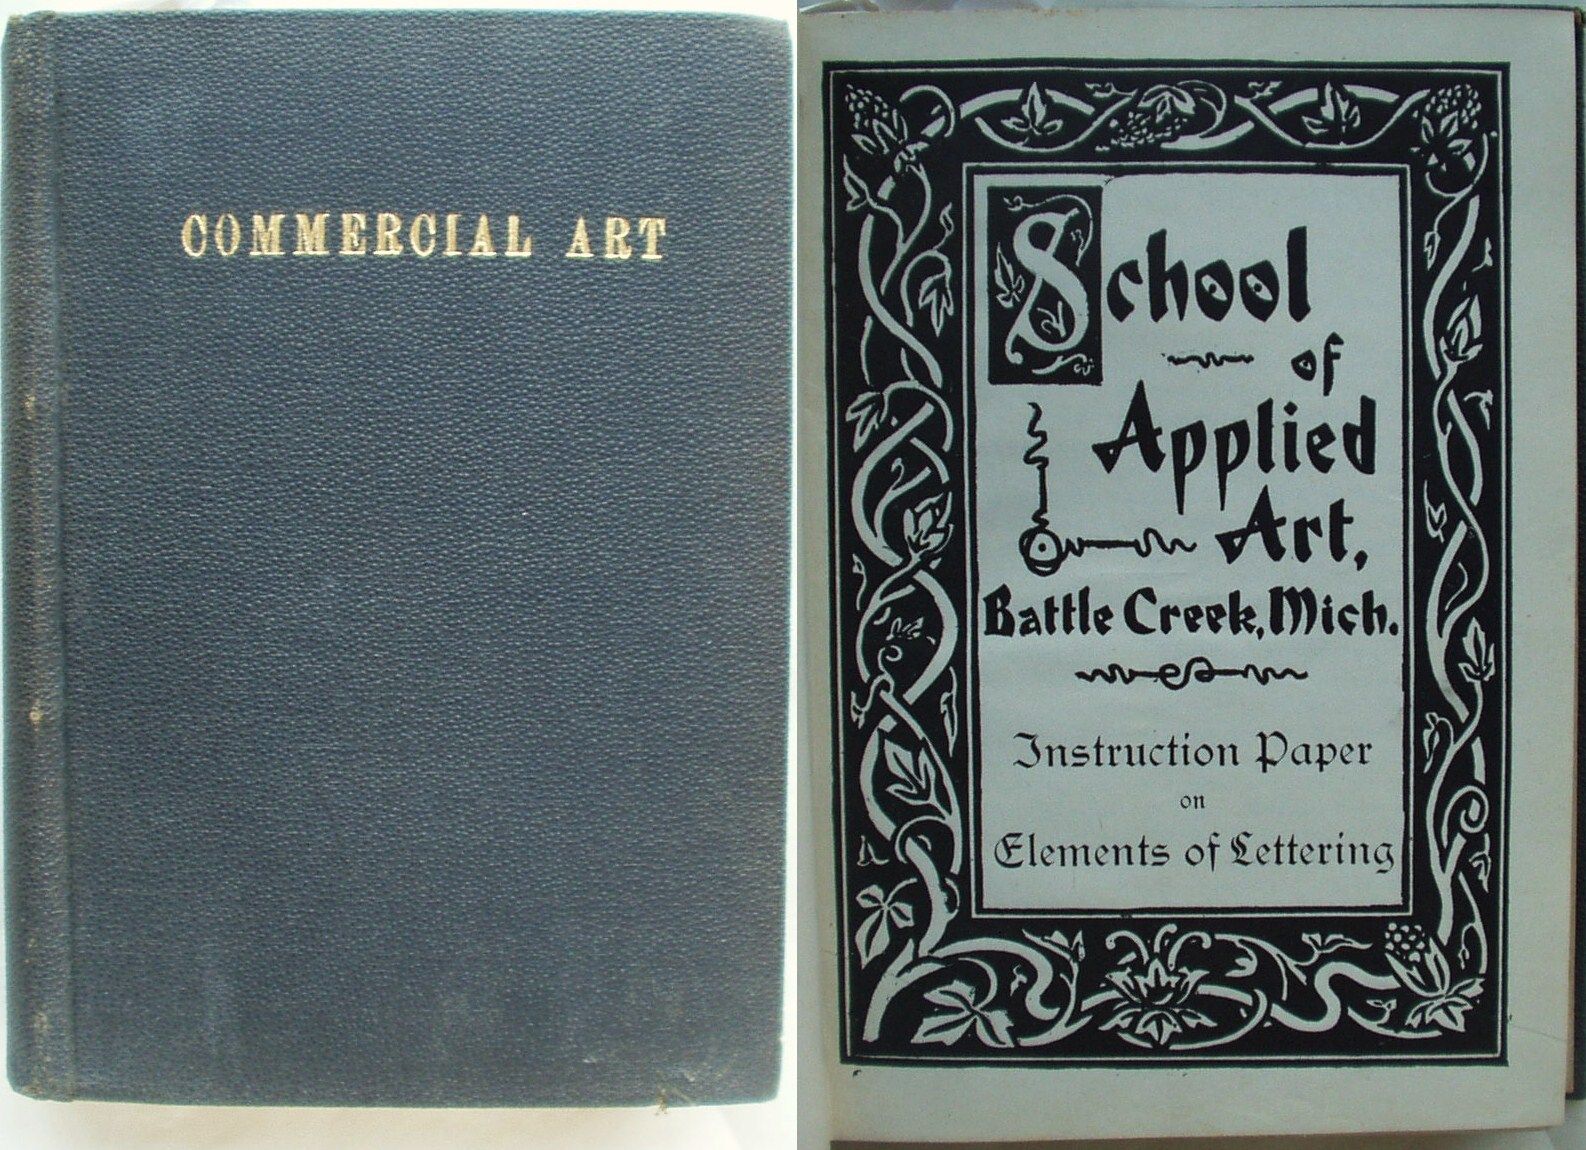 COMMERCIAL ART
School
of
Applied
Art,
Battle Creek, Mich.
Instruction Paper
on
Elements of Lettering